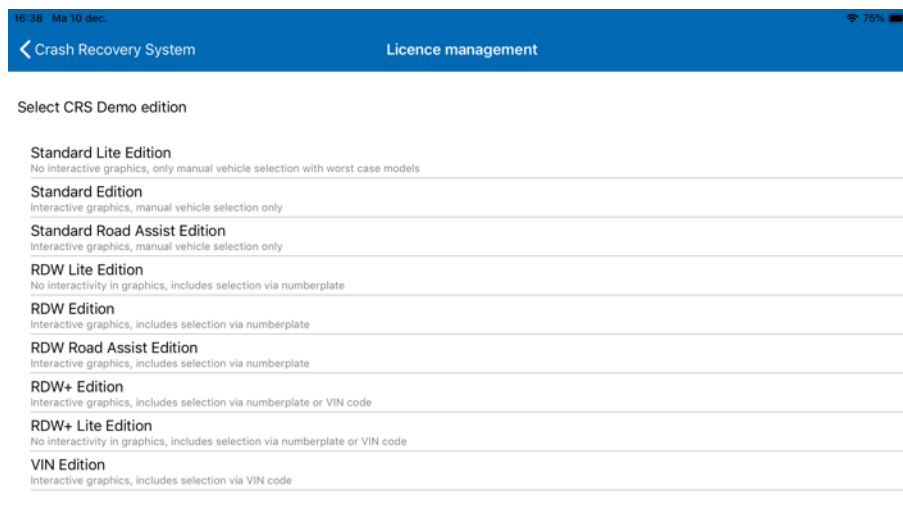 16:38 Ma 10 dec.
75%
Crash Recovery System
Licence management
Select CRS Demo edition
Standard Lite Edition
No interactive graphics, only manual vehicle selection with worst case models
Standard Edition
Interactive graphics, manual vehicle selection only
Standard Road Assist Edition
Interactive graphics, manual vehicle selection only
RDW Lite Edition
No interactivity in graphics, includes selection via numberplate
RDW Edition
Interactive graphics, includes selection via numberplate
RDW Road Assist Edition
Interactive graphics, includes selection via numberplate
RDW+ Edition
Interactive graphics, includes selection via numberplate or VIN code
RDW+ Lite Edition
No interactivity in graphics, includes selection via numberplate or VIN code
VIN Edition
Interactive graphics, includes selection via VIN code